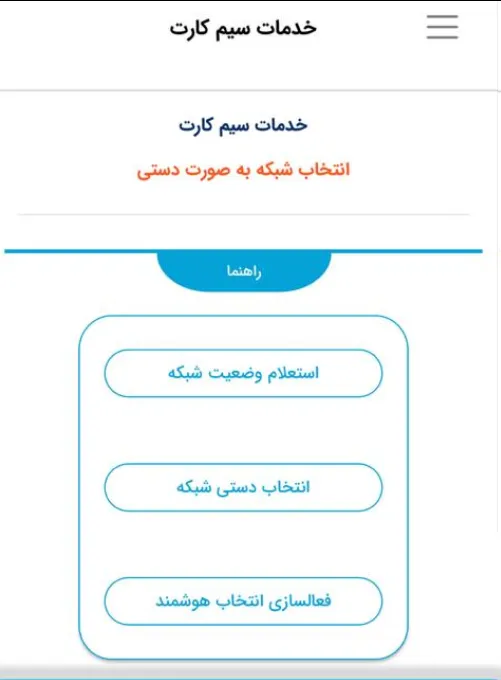 خدمات سیم کارت
خدمات سیم کارت
انتخاب شبکه به صورت دستی
راهنما
استعلام وضعیت شبکه
انتخاب دستی شبکه
فعالسازی انتخاب هوشمند